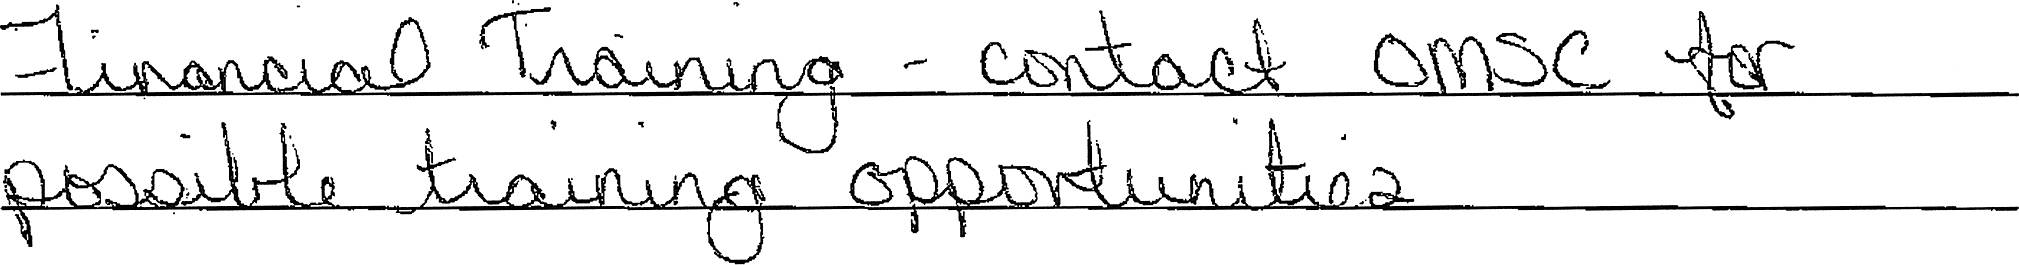 Financial Training - contact OMSC for
possible training opportunities